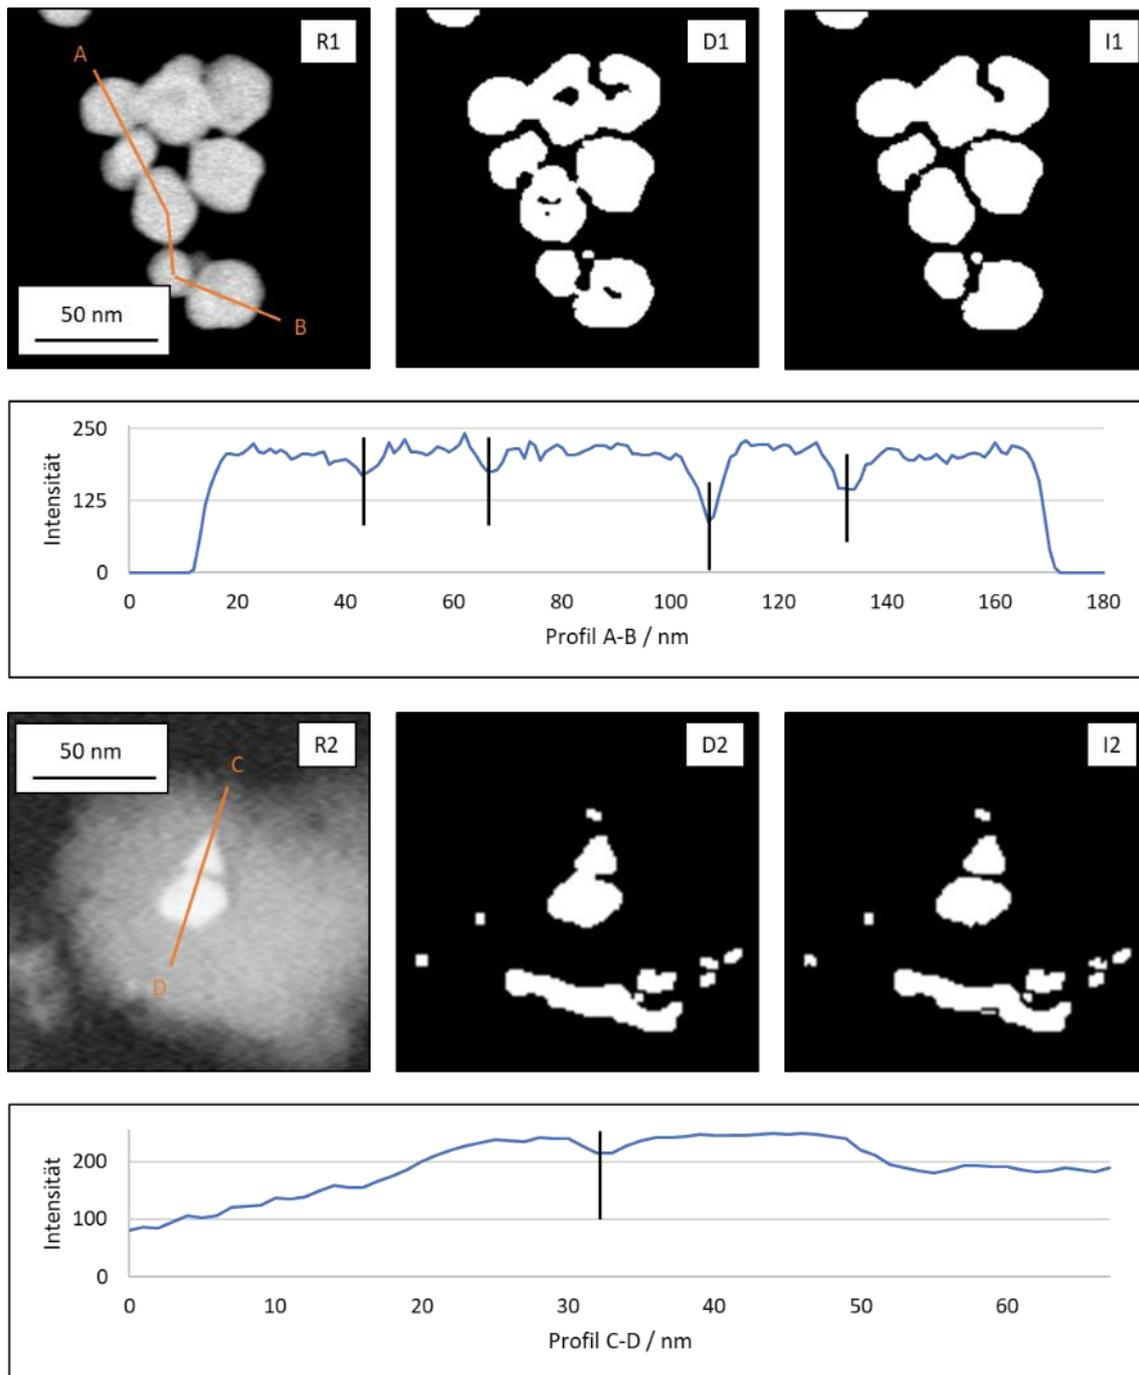 R1
D1
I1
A
50 nm
B
250
Intensität
125
0
0 20 40 60 80 100 120 140 160 180
Profil A-B / nm
50 nm
R2
D2
I2
C
D
200
Intensität
100
0
0 10 20 30 40 50 60
Profil C-D / nm